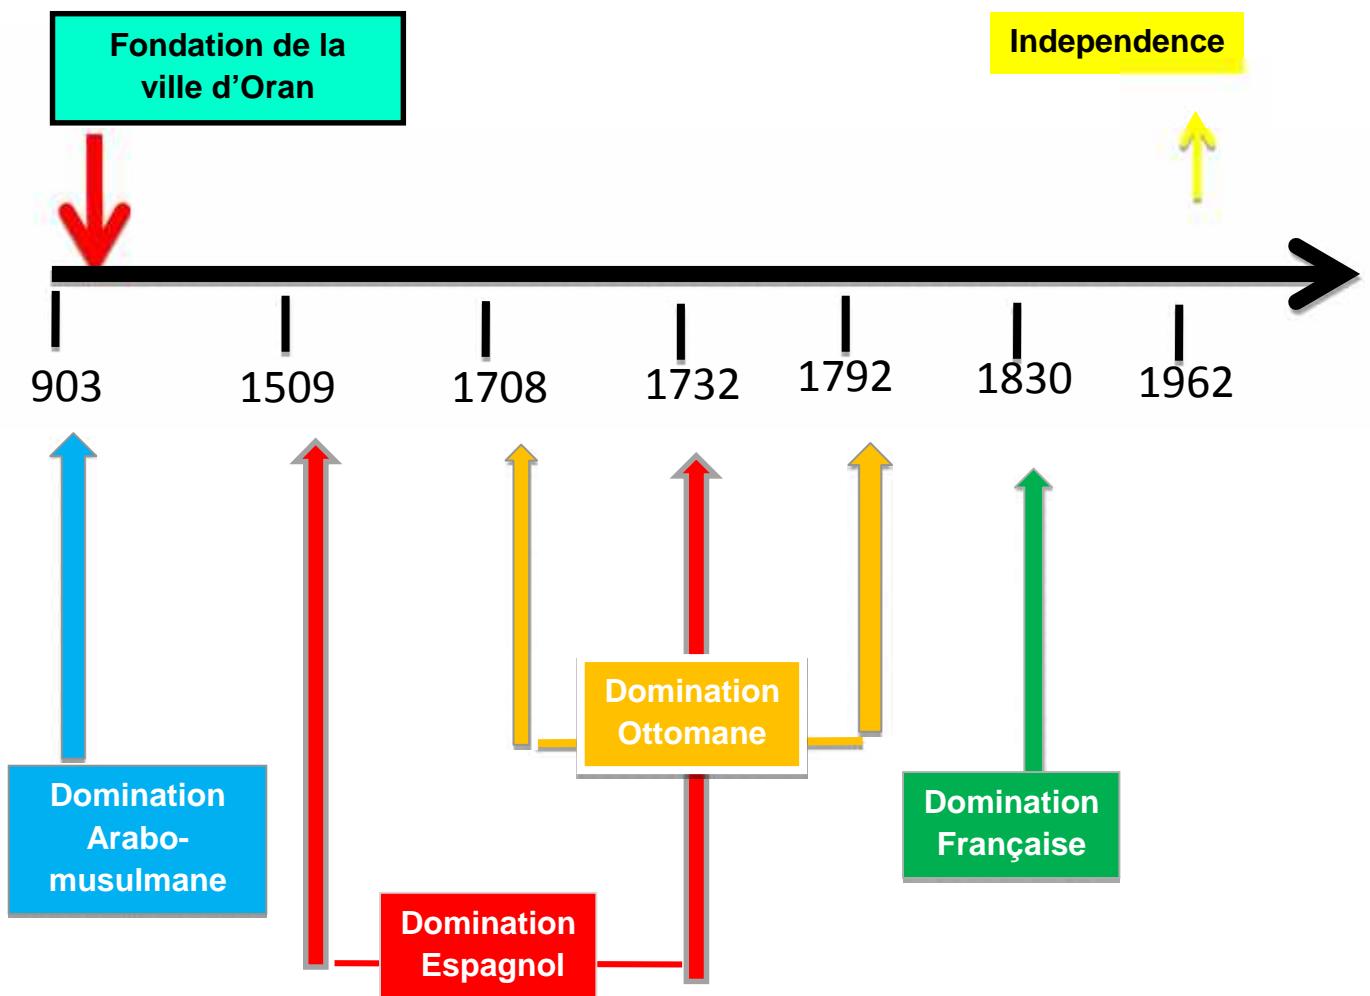 Fondation de la
ville d’Oran
Independence
903
1509
1708
1732
1792
1830
1962
Domination
Ottomane
Domination
Arabo-
musulmane
Domination
Française
Domination
Espagnol